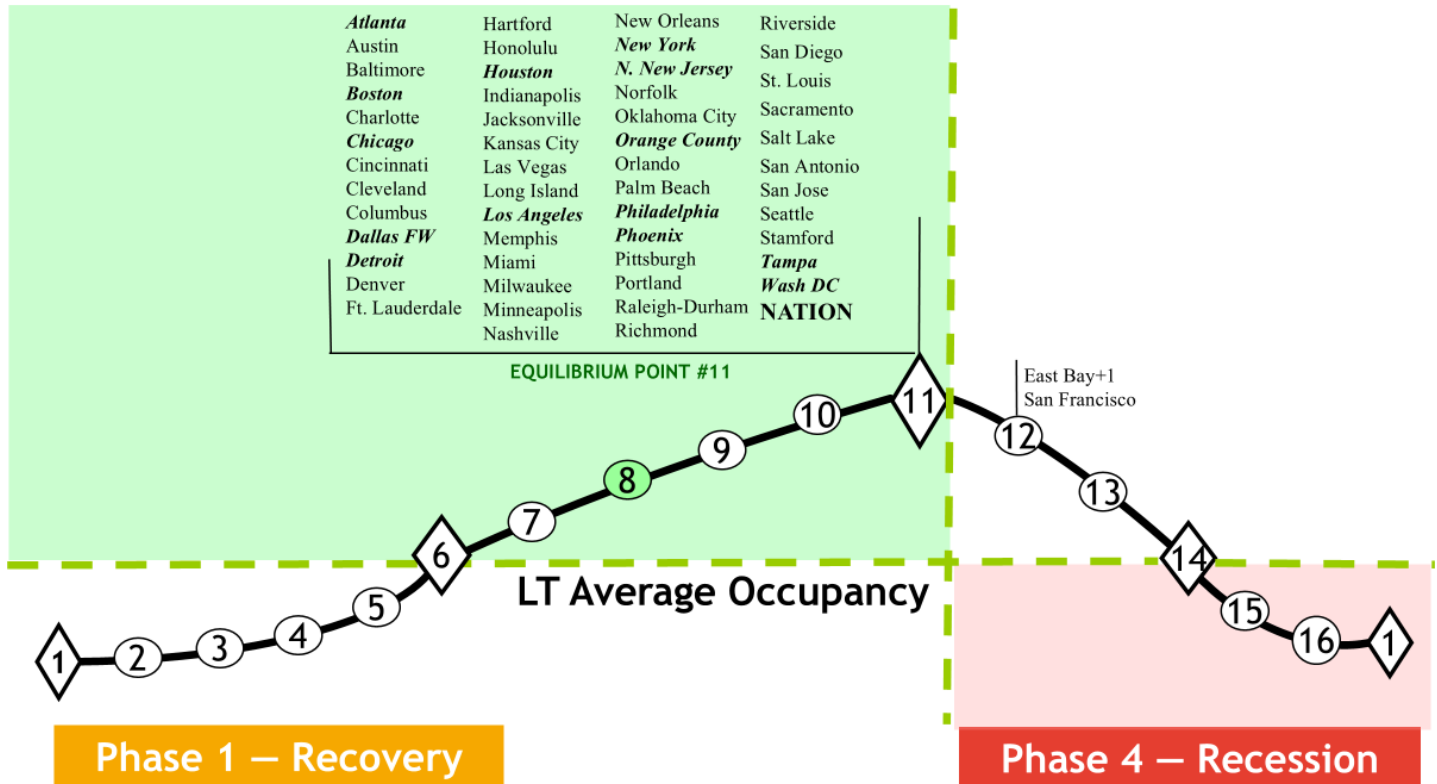 Atlanta
Austin
Baltimore
Boston
Charlotte
Chicago
Cincinnati
Cleveland
Columbus
Dallas FW
Detroit
Denver
Ft. Lauderdale
Hartford
Honolulu
Houston
Indianapolis
Jacksonville
Kansas City
Las Vegas
Long Island
Los Angeles
Memphis
Miami
Milwaukee
Minneapolis
Nashville
New Orleans
New York
N. New Jersey
Norfolk
Oklahoma City
Orange County
Orlando
Palm Beach
Philadelphia
Phoenix
Pittsburgh
Portland
Raleigh-Durham
Richmond
Riverside
San Diego
St. Louis
Sacramento
Salt Lake
San Antonio
San Jose
Seattle
Stamford
Tampa
Wash DC
NATION
EQUILIBRIUM POINT #11
East Bay+1
San Francisco
1
2
3
4
5
6
7
8
9
10
11
12
13
14
15
16
1
LT Average Occupancy
Phase 1 – Recovery
Phase 4 – Recession